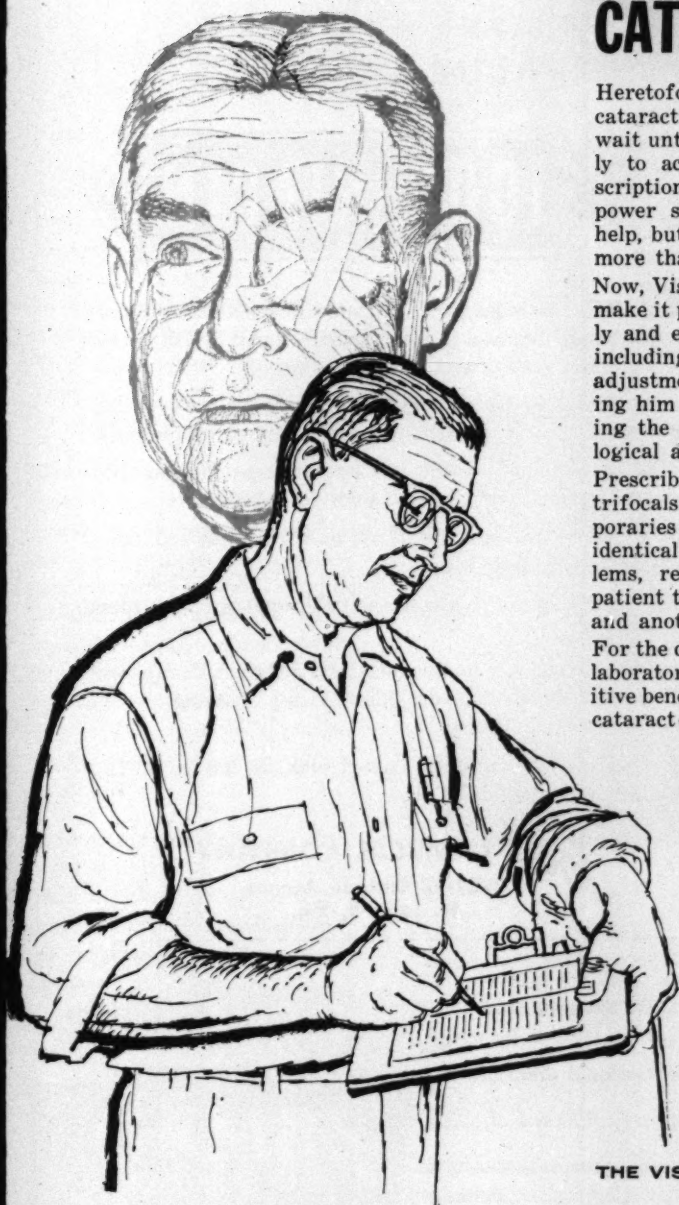 CAT
Heretofo
cataract
wait unt
ly to ac
scription
power s
help, but
more tha
Now, Vis
make it p
ly and e
including
adjustme
ing him
ing the
logical a
Prescrib
trifocals
poraries
identical
lems, re
patient t
and anot
For the c
laborator
itive bene
cataract
THE VIS